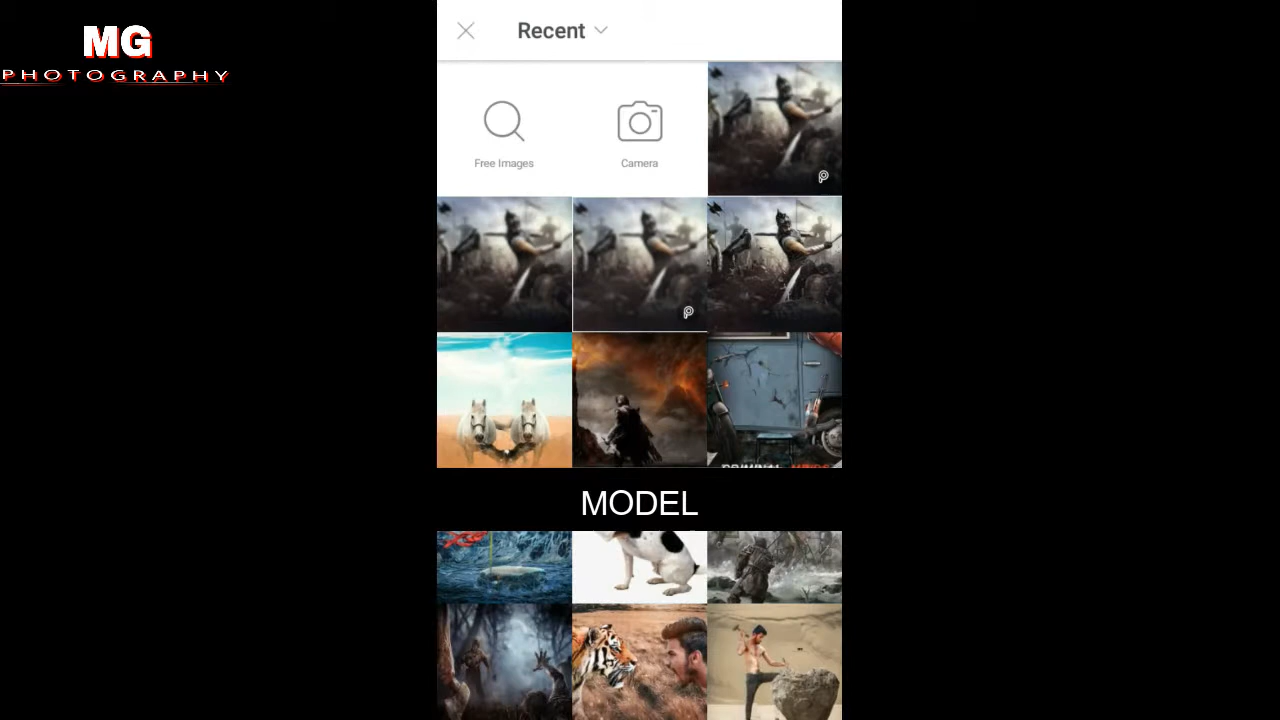 MG
PHOTOGRAPHY
Recent
Free Images
Camera
MODEL